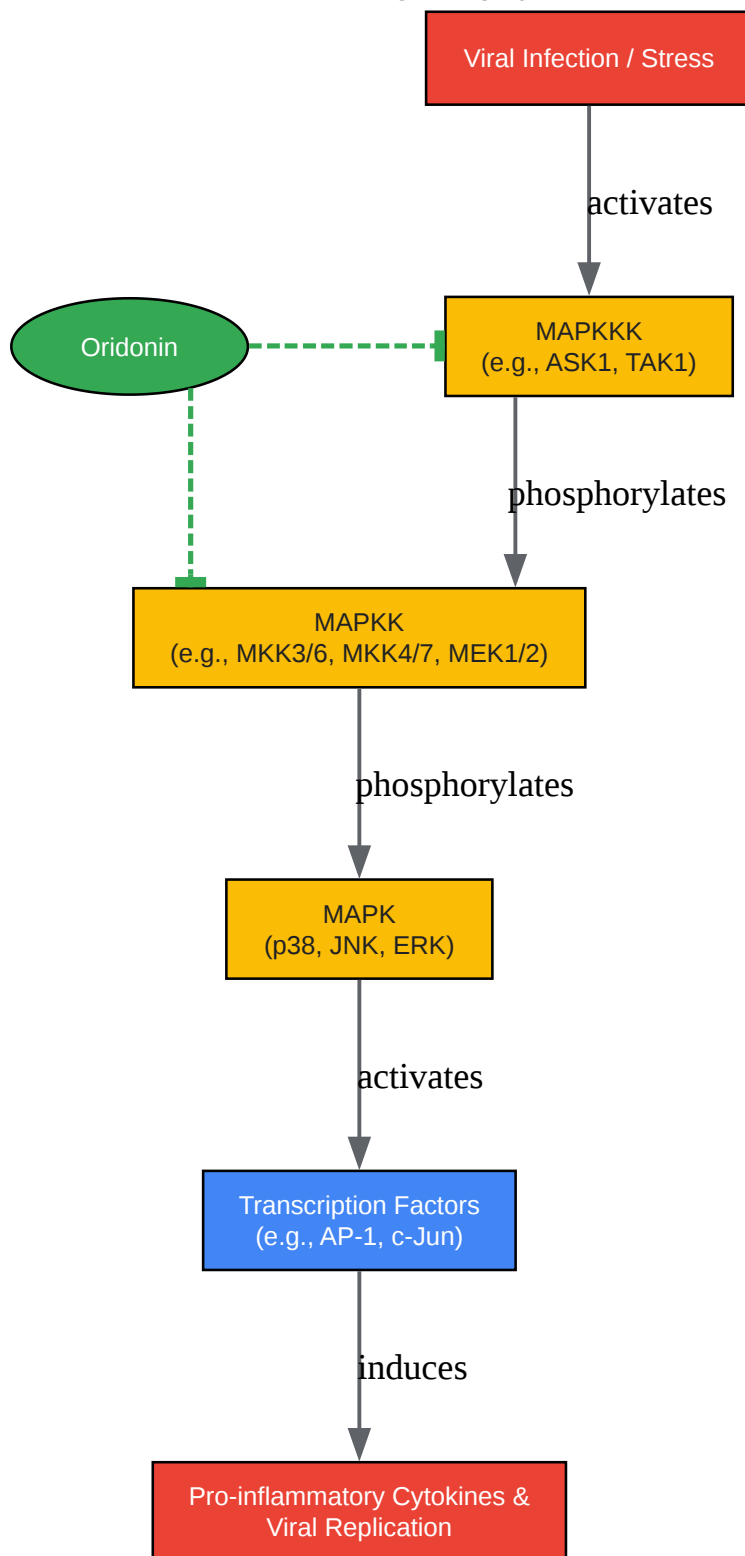 Viral Infection / Stress
activates
Oridonin
MAPKKK
(e.g., ASK1, TAK1)
phosphorylates
MAPKK
(e.g., MKK3/6, MKK4/7, MEK1/2)
phosphorylates
MAPK
(p38, JNK, ERK)
activates
Transcription Factors
(e.g., AP-1, c-Jun)
induces
Pro-inflammatory Cytokines &
Viral Replication